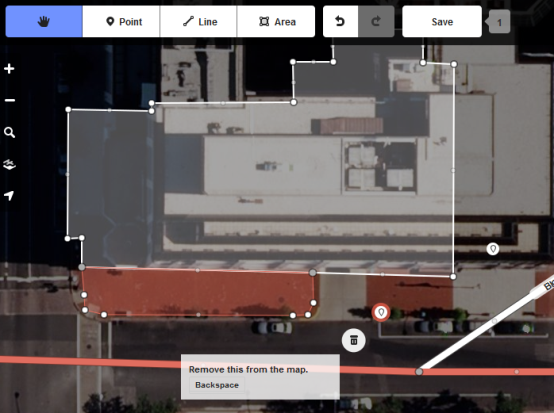 Point
Line
Area
Save
1
Remove this from the map.
Backspace